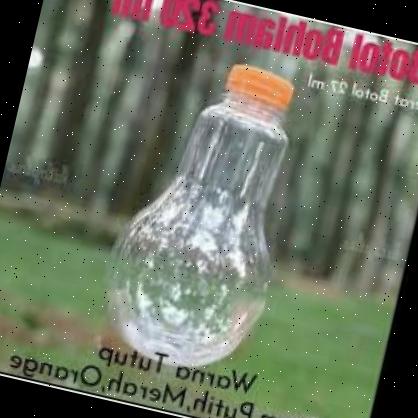 Botol Bohlam 320 ml
Botol 27 ml
Warna Tutup
Putih,Merah,Orange